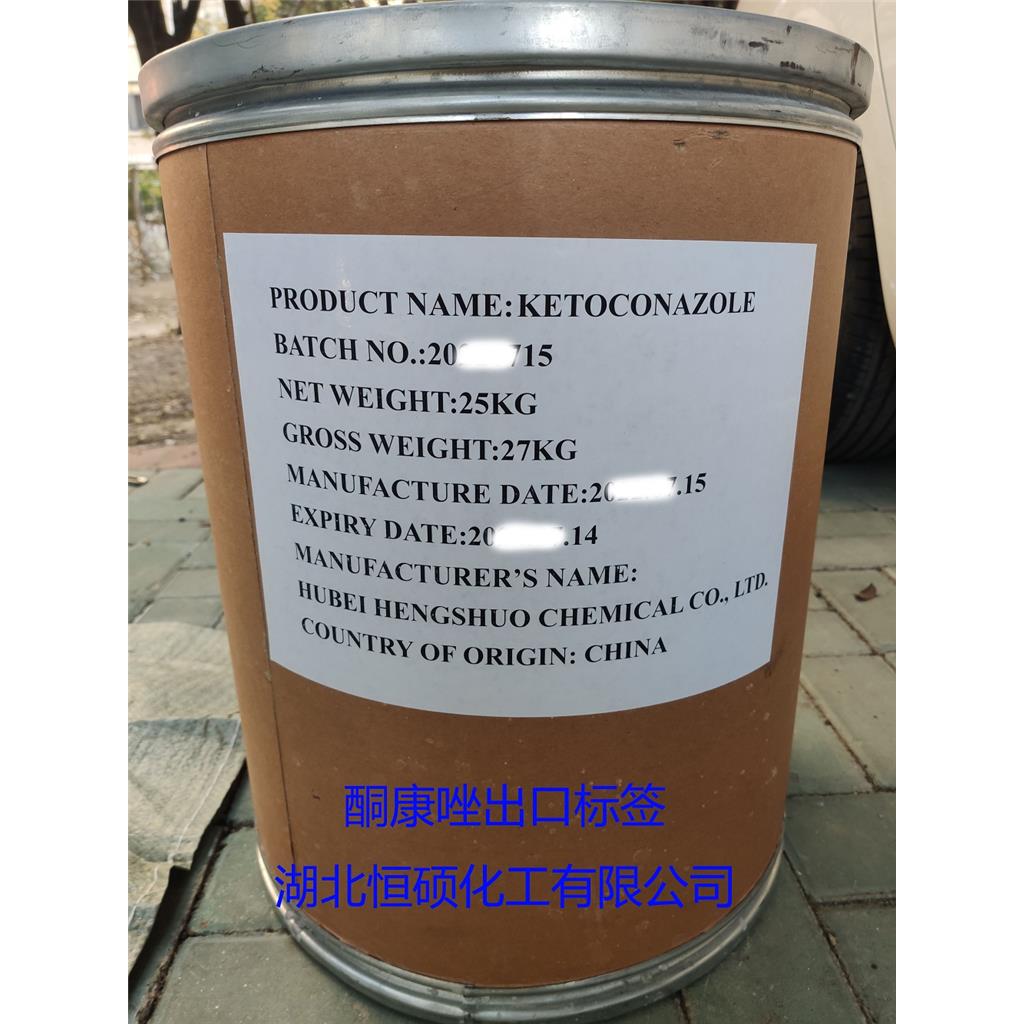 PRODUCT NAME:KETOCONAZOLE
BATCH NO.:20 715
NET WEIGHT:25KG
GROSS WEIGHT:27KG
MANUFACTURE DATE:20 .15
EXPIRY DATE:20 .14
MANUFACTURER'S NAME:
HUBEI HENGSHUO CHEMICAL CO., LTD.
COUNTRY OF ORIGIN: CHINA
酮康唑出口标签
湖北恒硕化工有限公司